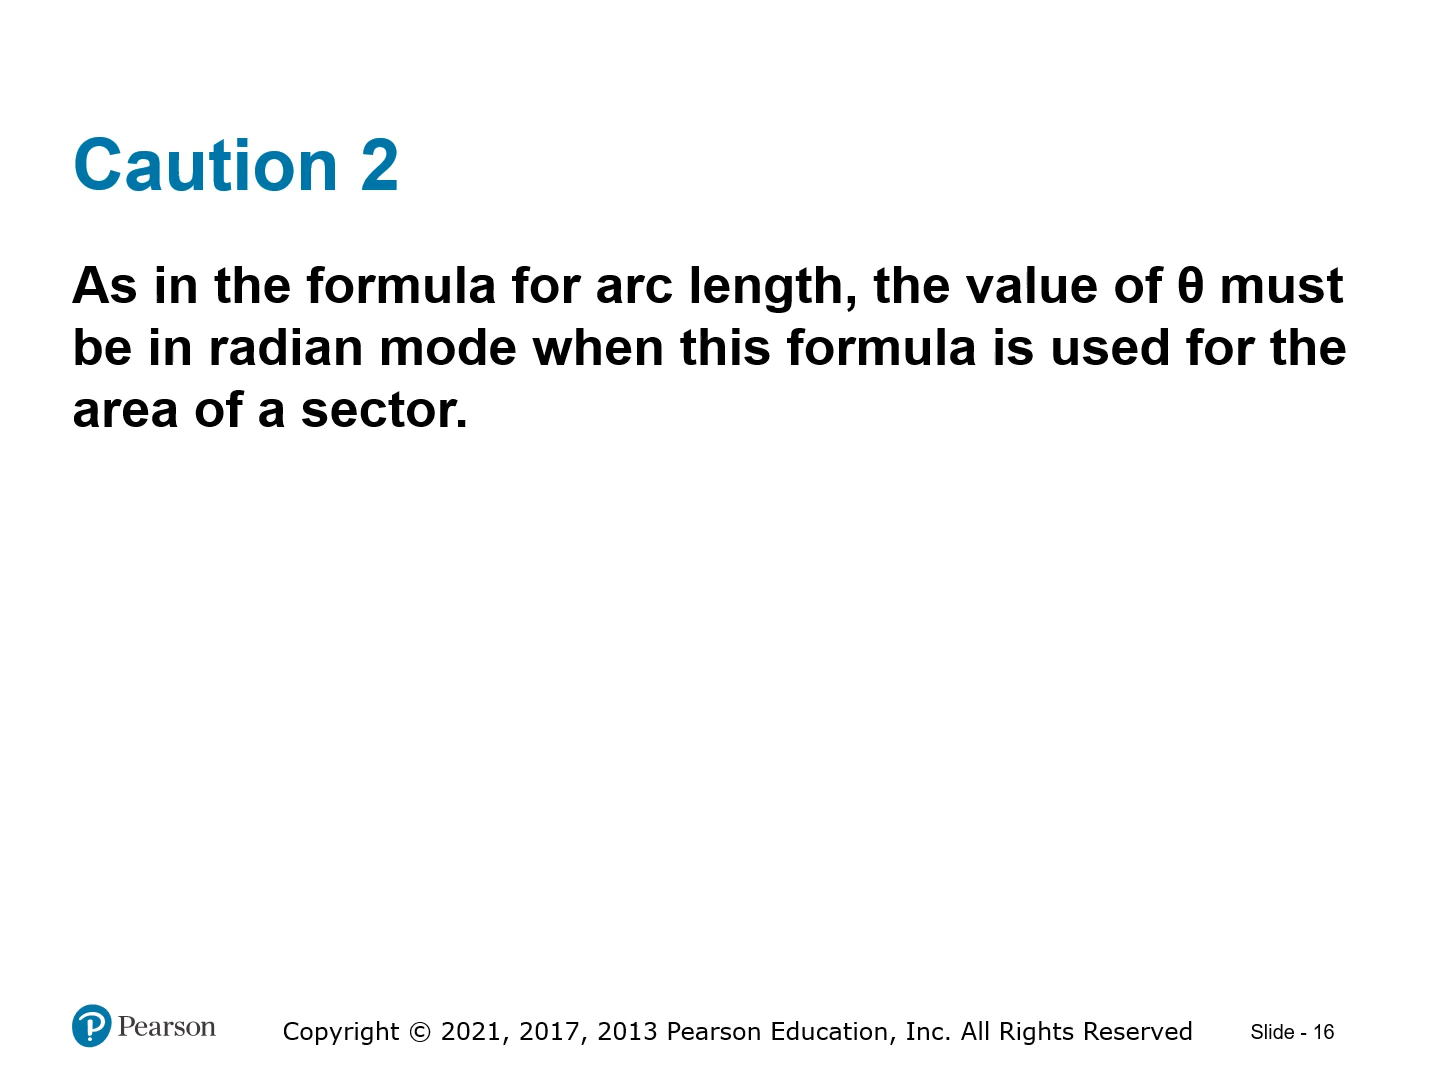 Caution 2
As in the formula for arc length, the value of θ must
be in radian mode when this formula is used for the
area of a sector.
Pearson
Copyright © 2021, 2017, 2013 Pearson Education, Inc. All Rights Reserved
Slide - 16